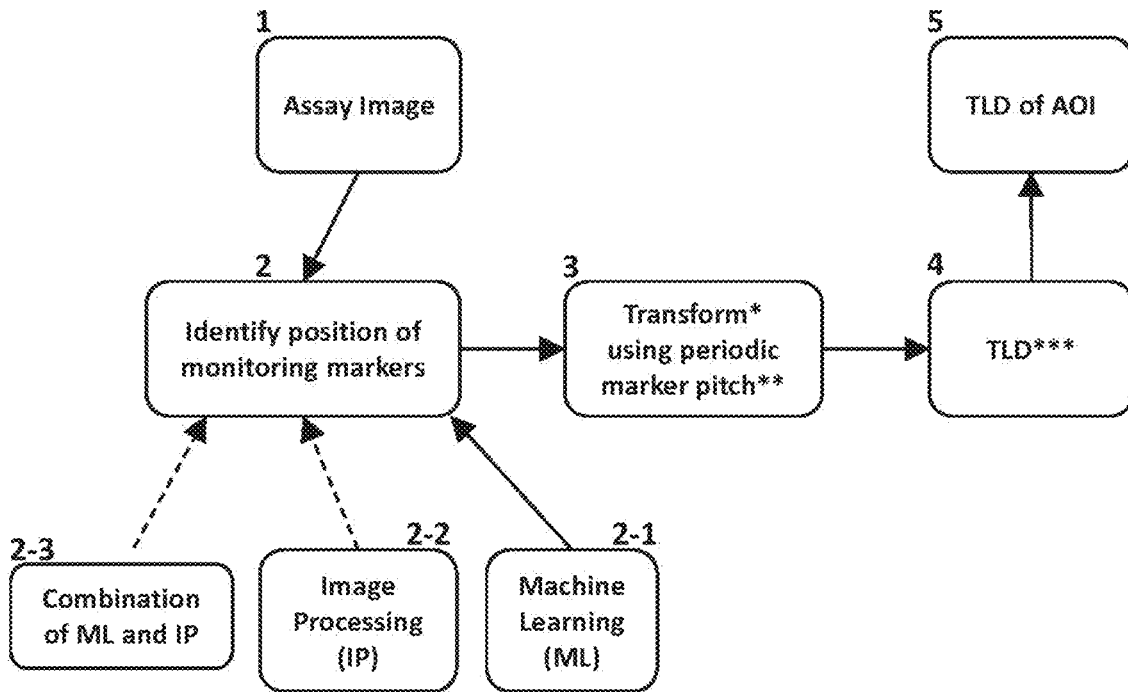 1
Assay Image
5
TLD of AOI
2
Identify position of
monitoring markers
3
Transform*
using periodic
marker pitch**
4
TLD***
2-3
Combination
of ML and IP
2-2
Image
Processing
(IP)
2-1
Machine
Learning
(ML)